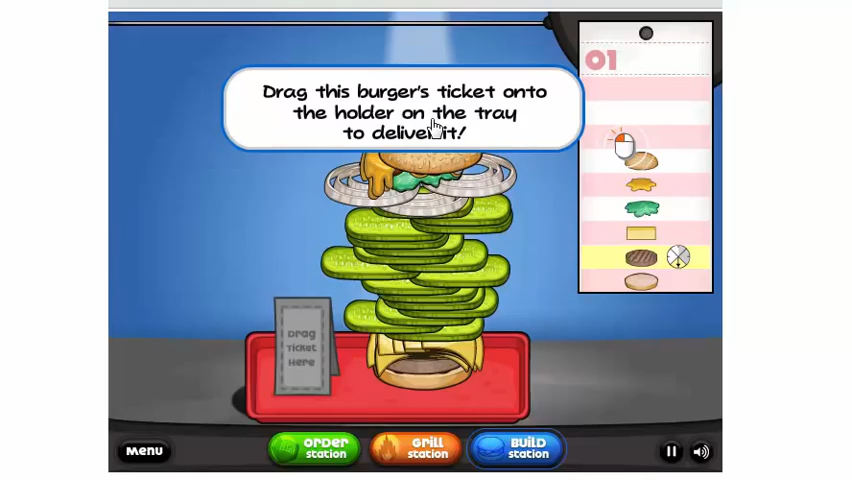 Drag this burger's ticket onto
the holder on the tray
to deliver it!
01
Drag
Ticket
Here
Menu
Order
station
Grill
station
Build
station